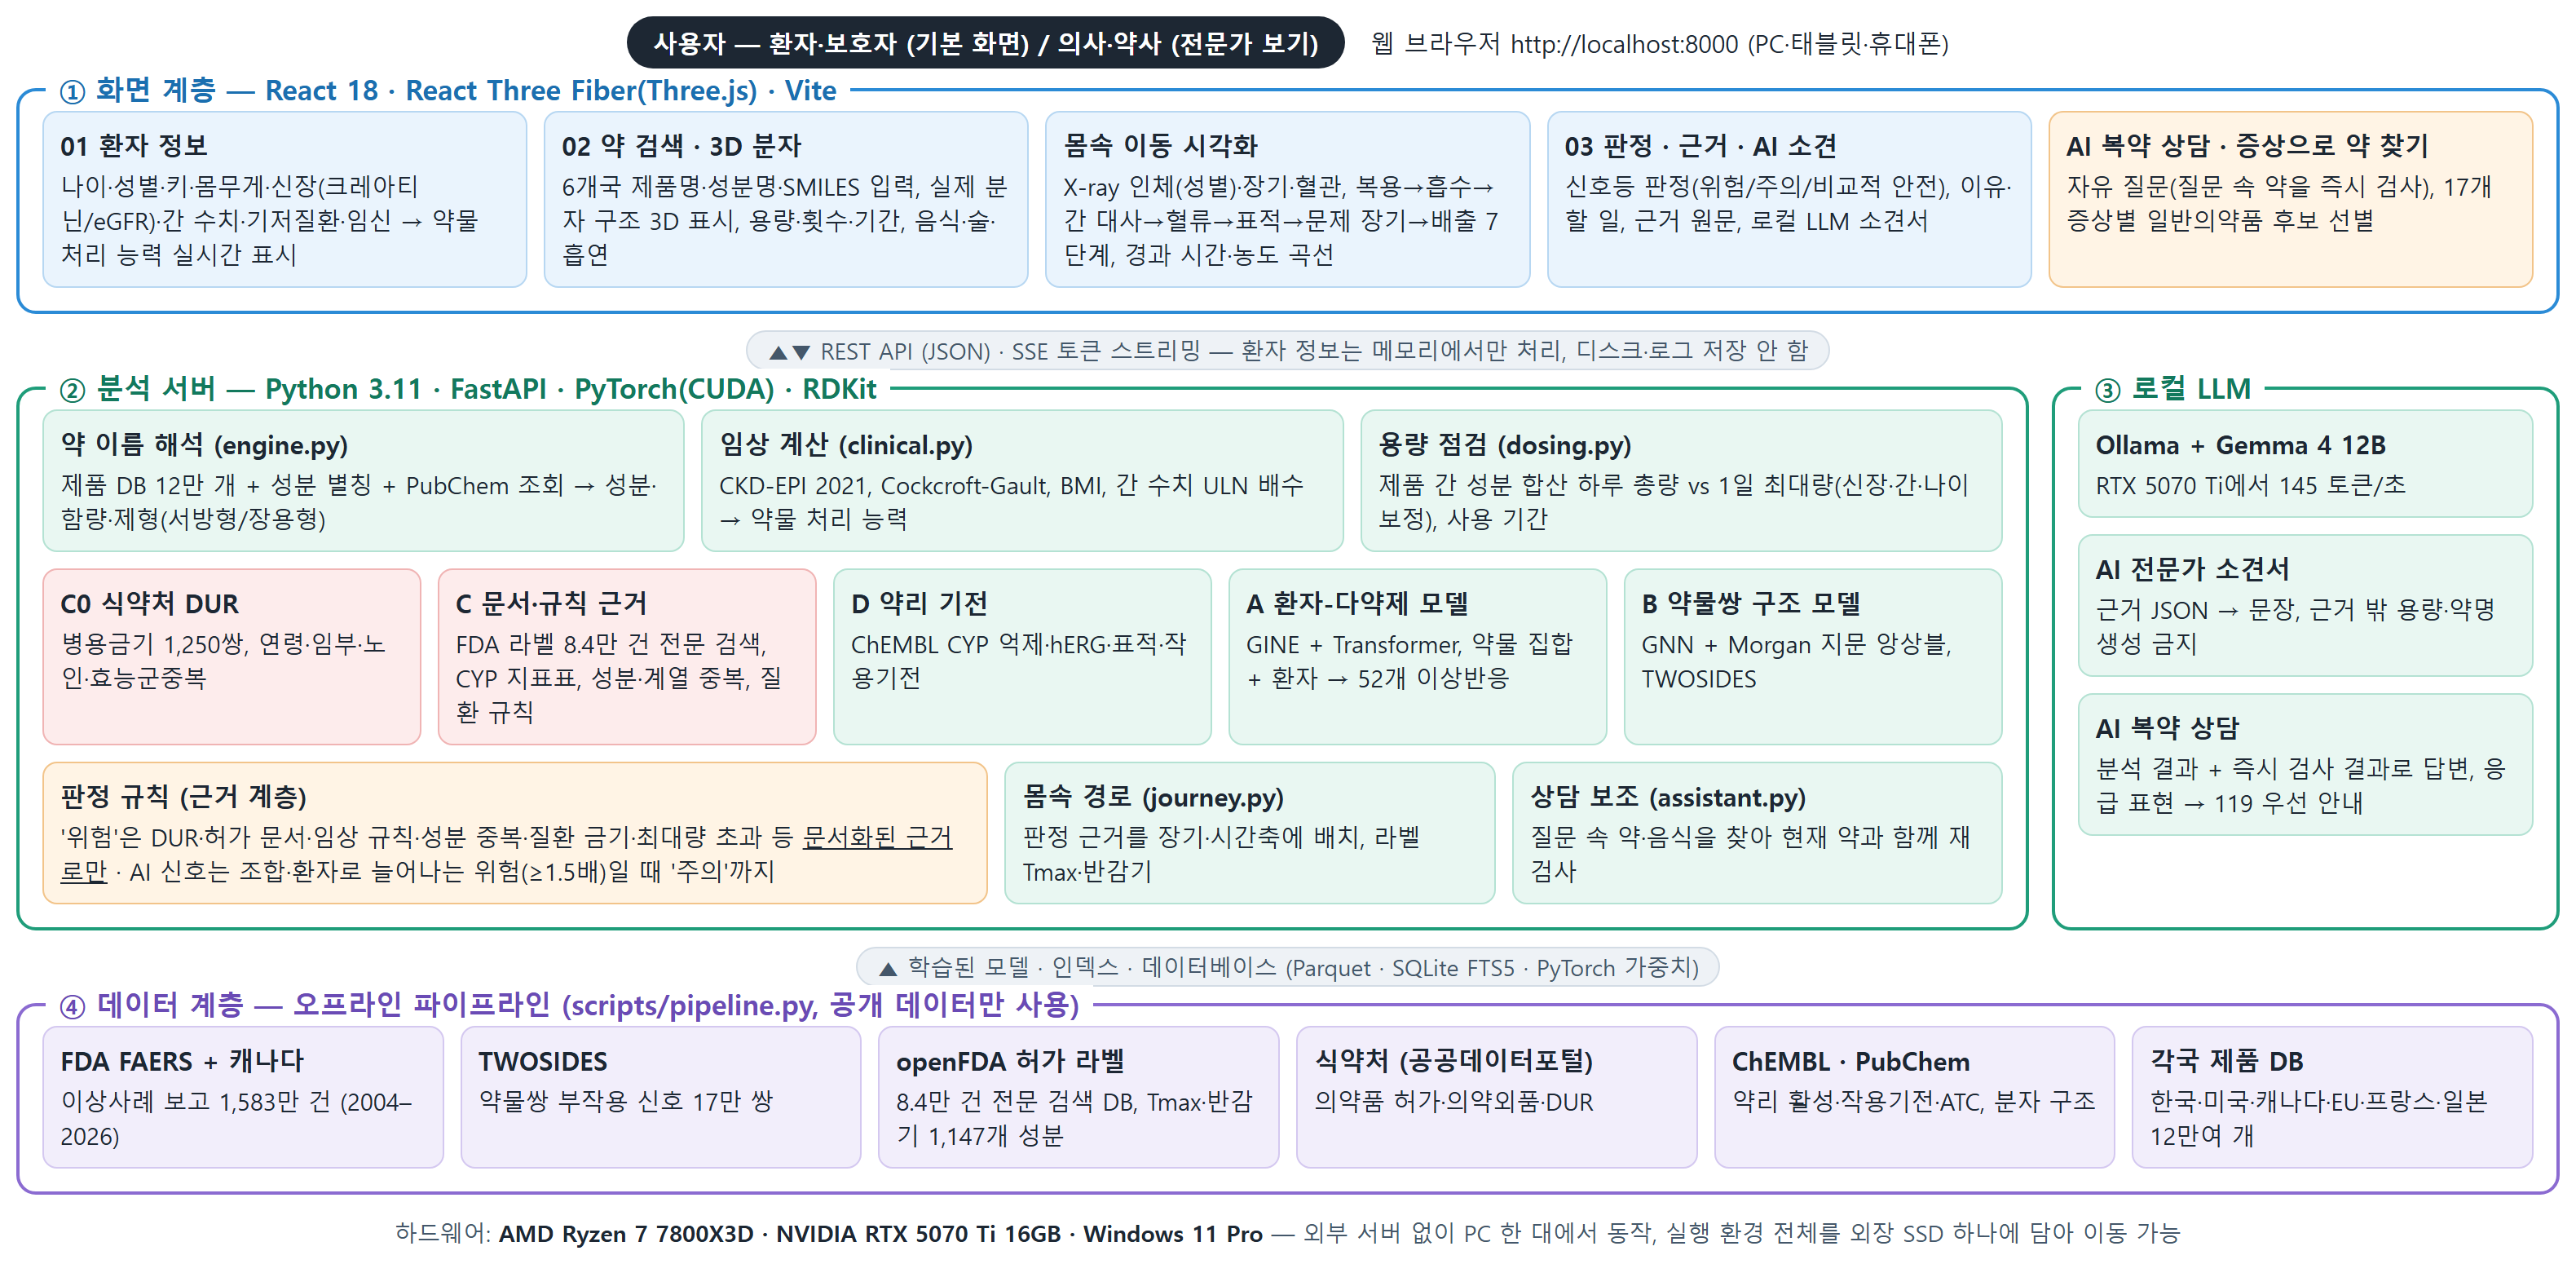 사용자 — 환자·보호자 (기본 화면) / 의사·약사 (전문가 보기)
웹 브라우저 http://localhost:8000 (PC·태블릿·휴대폰)
① 화면 계층 — React 18 · React Three Fiber(Three.js) · Vite
01 환자 정보
나이·성별·키·몸무게·신장(크레아티
닌/eGFR)·간 수치·기저질환·임신 → 약물
처리 능력 실시간 표시
02 약 검색 · 3D 분자
6개국 제품명·성분명·SMILES 입력, 실제 분
자 구조 3D 표시, 용량·횟수·기간, 음식·술·
흡연
몸속 이동 시각화
X-ray 인체(성별)·장기·혈관, 복용→흡수→
간 대사→혈류→표적→문제 장기→배출 7
단계, 경과 시간·농도 곡선
03 판정 · 근거 · AI 소견
신호등 판정(위험/주의/비교적 안전), 이유·
할 일, 근거 원문, 로컬 LLM 소견서
AI 복약 상담 · 증상으로 약 찾기
자유 질문(질문 속 약을 즉시 검사), 17개
증상별 일반의약품 후보 선별
▲▼ REST API (JSON) · SSE 토큰 스트리밍 — 환자 정보는 메모리에서만 처리, 디스크·로그 저장 안 함
② 분석 서버 — Python 3.11 · FastAPI · PyTorch(CUDA) · RDKit
약 이름 해석 (engine.py)
제품 DB 12만 개 + 성분 별칭 + PubChem 조회 → 성분·
함량·제형(서방형/장용형)
임상 계산 (clinical.py)
CKD-EPI 2021, Cockcroft-Gault, BMI, 간 수치 ULN 배수
→ 약물 처리 능력
용량 점검 (dosing.py)
제품 간 성분 합산 하루 총량 vs 1일 최대량(신장·간·나이
보정), 사용 기간
C0 식약처 DUR
병용금기 1,250쌍, 연령·임부·노
인·효능군중복
C 문서·규칙 근거
FDA 라벨 8.4만 건 전문 검색,
CYP 지표표, 성분·계열 중복, 질
환 규칙
D 약리 기전
ChEMBL CYP 억제·hERG·표적·작
용기전
A 환자-다약제 모델
GINE + Transformer, 약물 집합
+ 환자 → 52개 이상반응
B 약물쌍 구조 모델
GNN + Morgan 지문 앙상블,
TWOSIDES
판정 규칙 (근거 계층)
'위험'은 DUR·허가 문서·임상 규칙·성분 중복·질환 금기·최대량 초과 등 문서화된 근거
로만 · AI 신호는 조합·환자로 늘어나는 위험(≥1.5배)일 때 '주의'까지
몸속 경로 (journey.py)
판정 근거를 장기·시간축에 배치, 라벨
Tmax·반감기
상담 보조 (assistant.py)
질문 속 약·음식을 찾아 현재 약과 함께 재
검사
③ 로컬 LLM
Ollama + Gemma 4 12B
RTX 5070 Ti에서 145 토큰/초
AI 전문가 소견서
근거 JSON → 문장, 근거 밖 용량·약명
생성 금지
AI 복약 상담
분석 결과 + 즉시 검사 결과로 답변, 응
급 표현 → 119 우선 안내
▲ 학습된 모델 · 인덱스 · 데이터베이스 (Parquet · SQLite FTS5 · PyTorch 가중치)
④ 데이터 계층 — 오프라인 파이프라인 (scripts/pipeline.py, 공개 데이터만 사용)
FDA FAERS + 캐나다
이상사례 보고 1,583만 건 (2004–
2026)
TWOSIDES
약물쌍 부작용 신호 17만 쌍
openFDA 허가 라벨
8.4만 건 전문 검색 DB, Tmax·반감
기 1,147개 성분
식약처 (공공데이터포털)
의약품 허가·의약외품·DUR
ChEMBL · PubChem
약리 활성·작용기전·ATC, 분자 구조
각국 제품 DB
한국·미국·캐나다·EU·프랑스·일본
12만여 개
하드웨어: AMD Ryzen 7 7800X3D · NVIDIA RTX 5070 Ti 16GB · Windows 11 Pro — 외부 서버 없이 PC 한 대에서 동작, 실행 환경 전체를 외장 SSD 하나에 담아 이동 가능